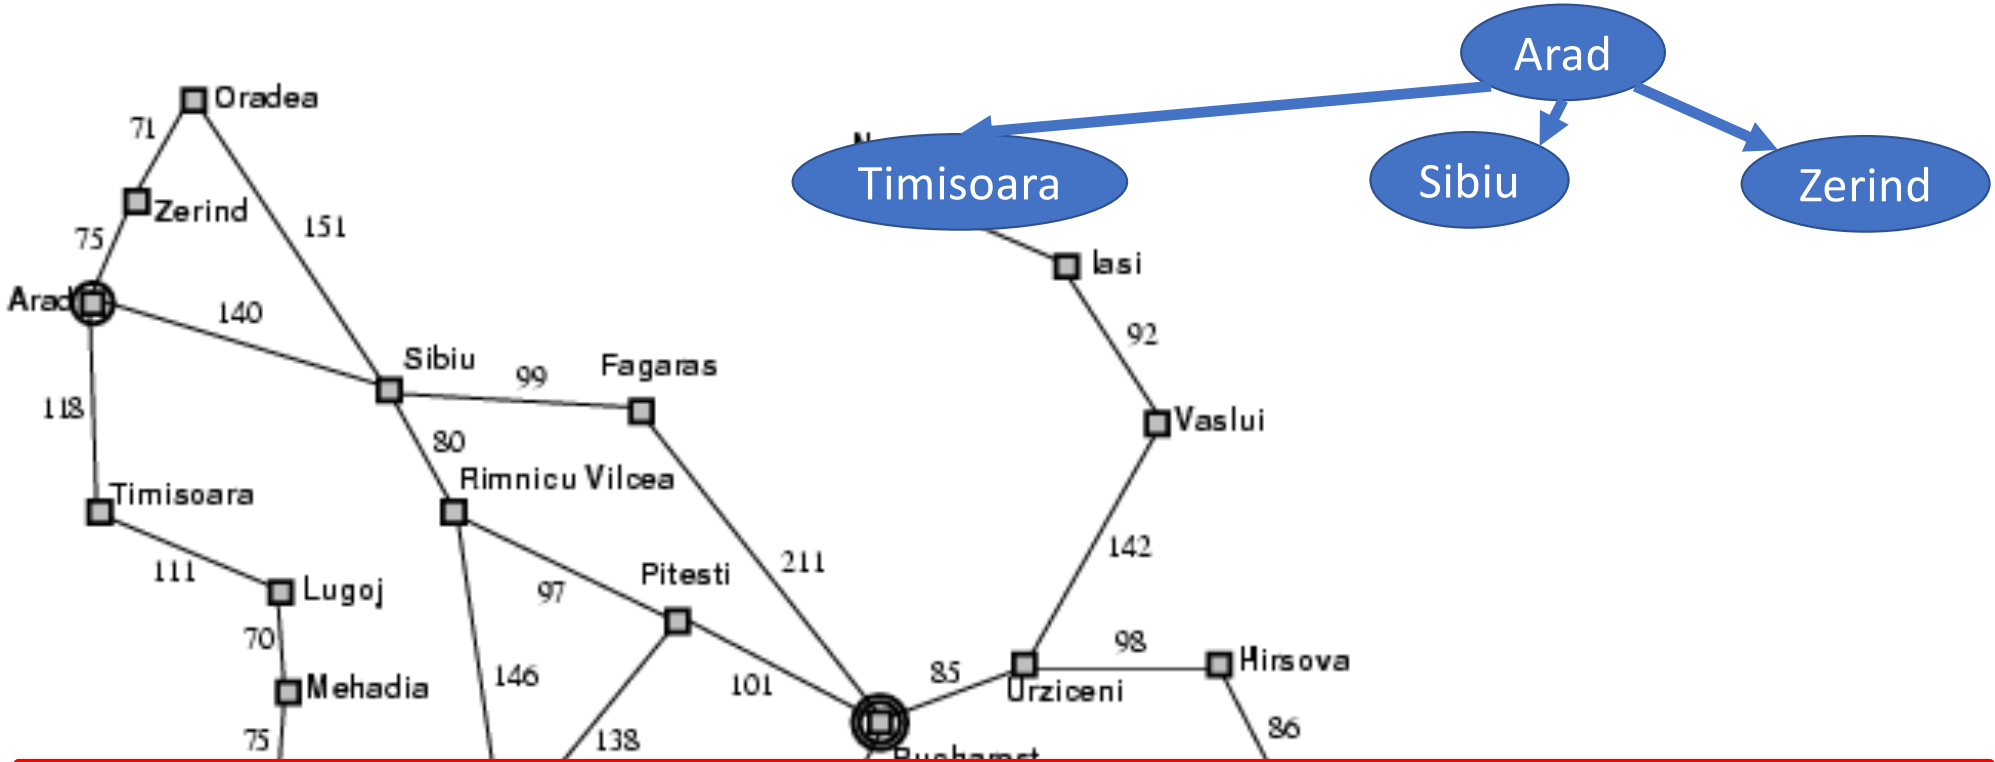 Arad
Timisoara
Sibiu
Zerind
Oradea
71
Zerind
151
75
Iasi
Arad
140
92
Sibiu
Fagaras
99
118
Vaslui
80
Rimnicu Vilcea
Timisoara
142
211
111
Pitesti
97
Lugoj
70
98
Hirsova
146
85
101
Mehadia
Urziceni
86
75
138
Bucharest